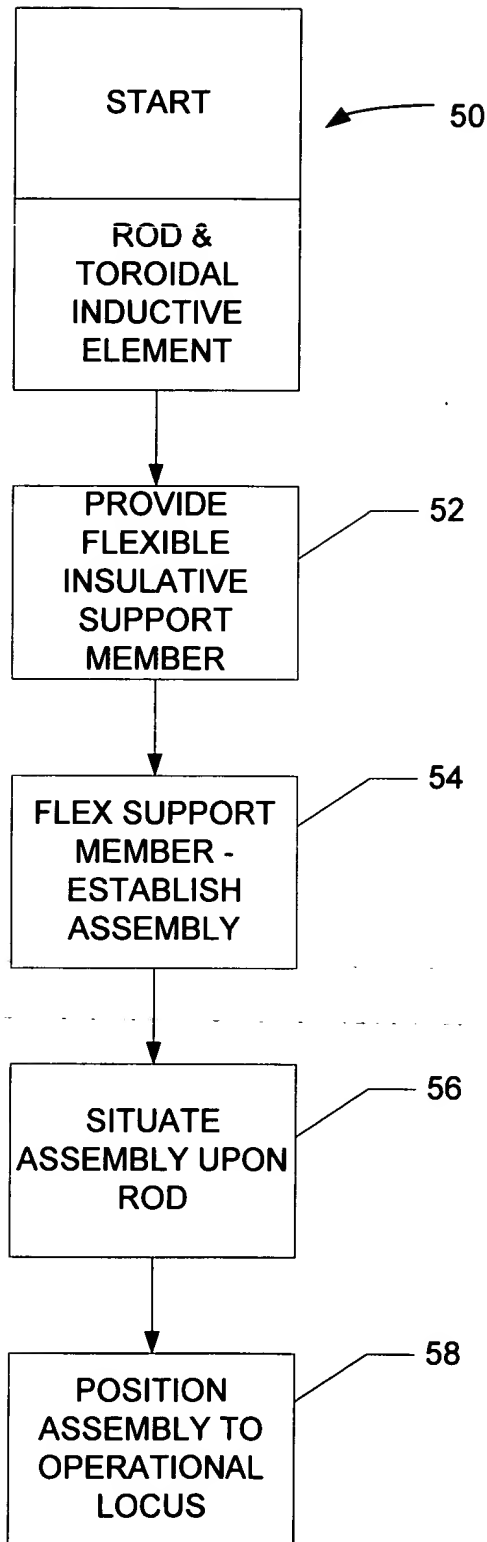 START
50
ROD &
TOROIDAL
INDUCTIVE
ELEMENT
PROVIDE
FLEXIBLE
INSULATIVE
SUPPORT
MEMBER
52
FLEX SUPPORT
MEMBER -
ESTABLISH
ASSEMBLY
54
SITUATE
ASSEMBLY UPON
ROD
56
POSITION
ASSEMBLY TO
OPERATIONAL
LOCUS
58